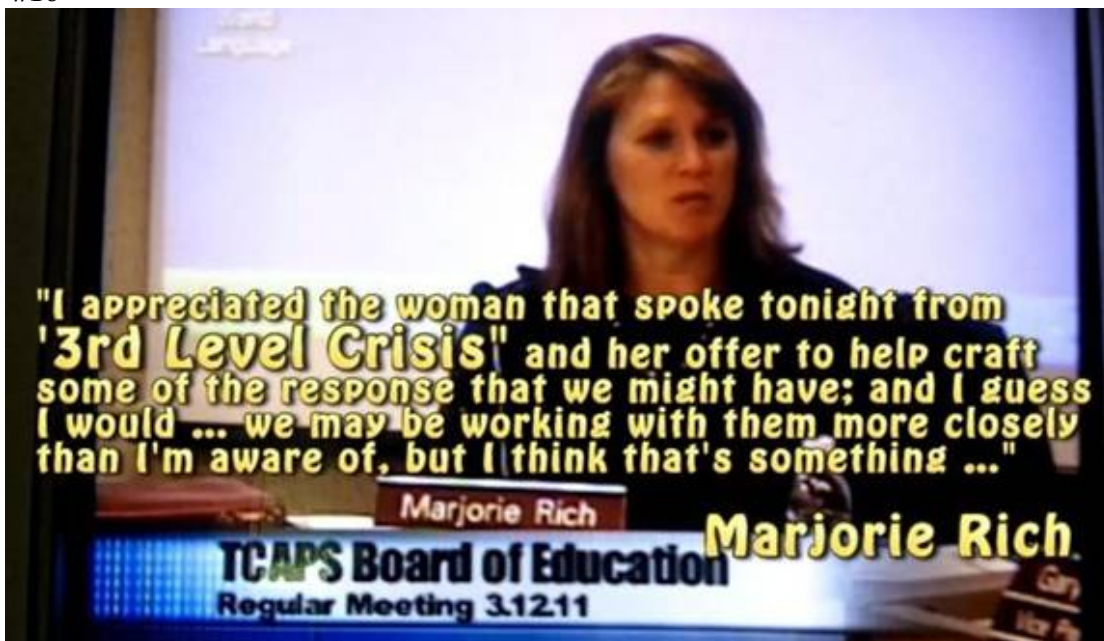 World
Language
"I appreciated the woman that spoke tonight from
'3rd Level Crisis" and her offer to help craft
some of the response that we might have; and I guess
I would ... we may be working with them more closely
than I'm aware of, but I think that's something ..."
Marjorie Rich
Marjorie Rich
TCAPS Board of Education
Regular Meeting 3.12.11